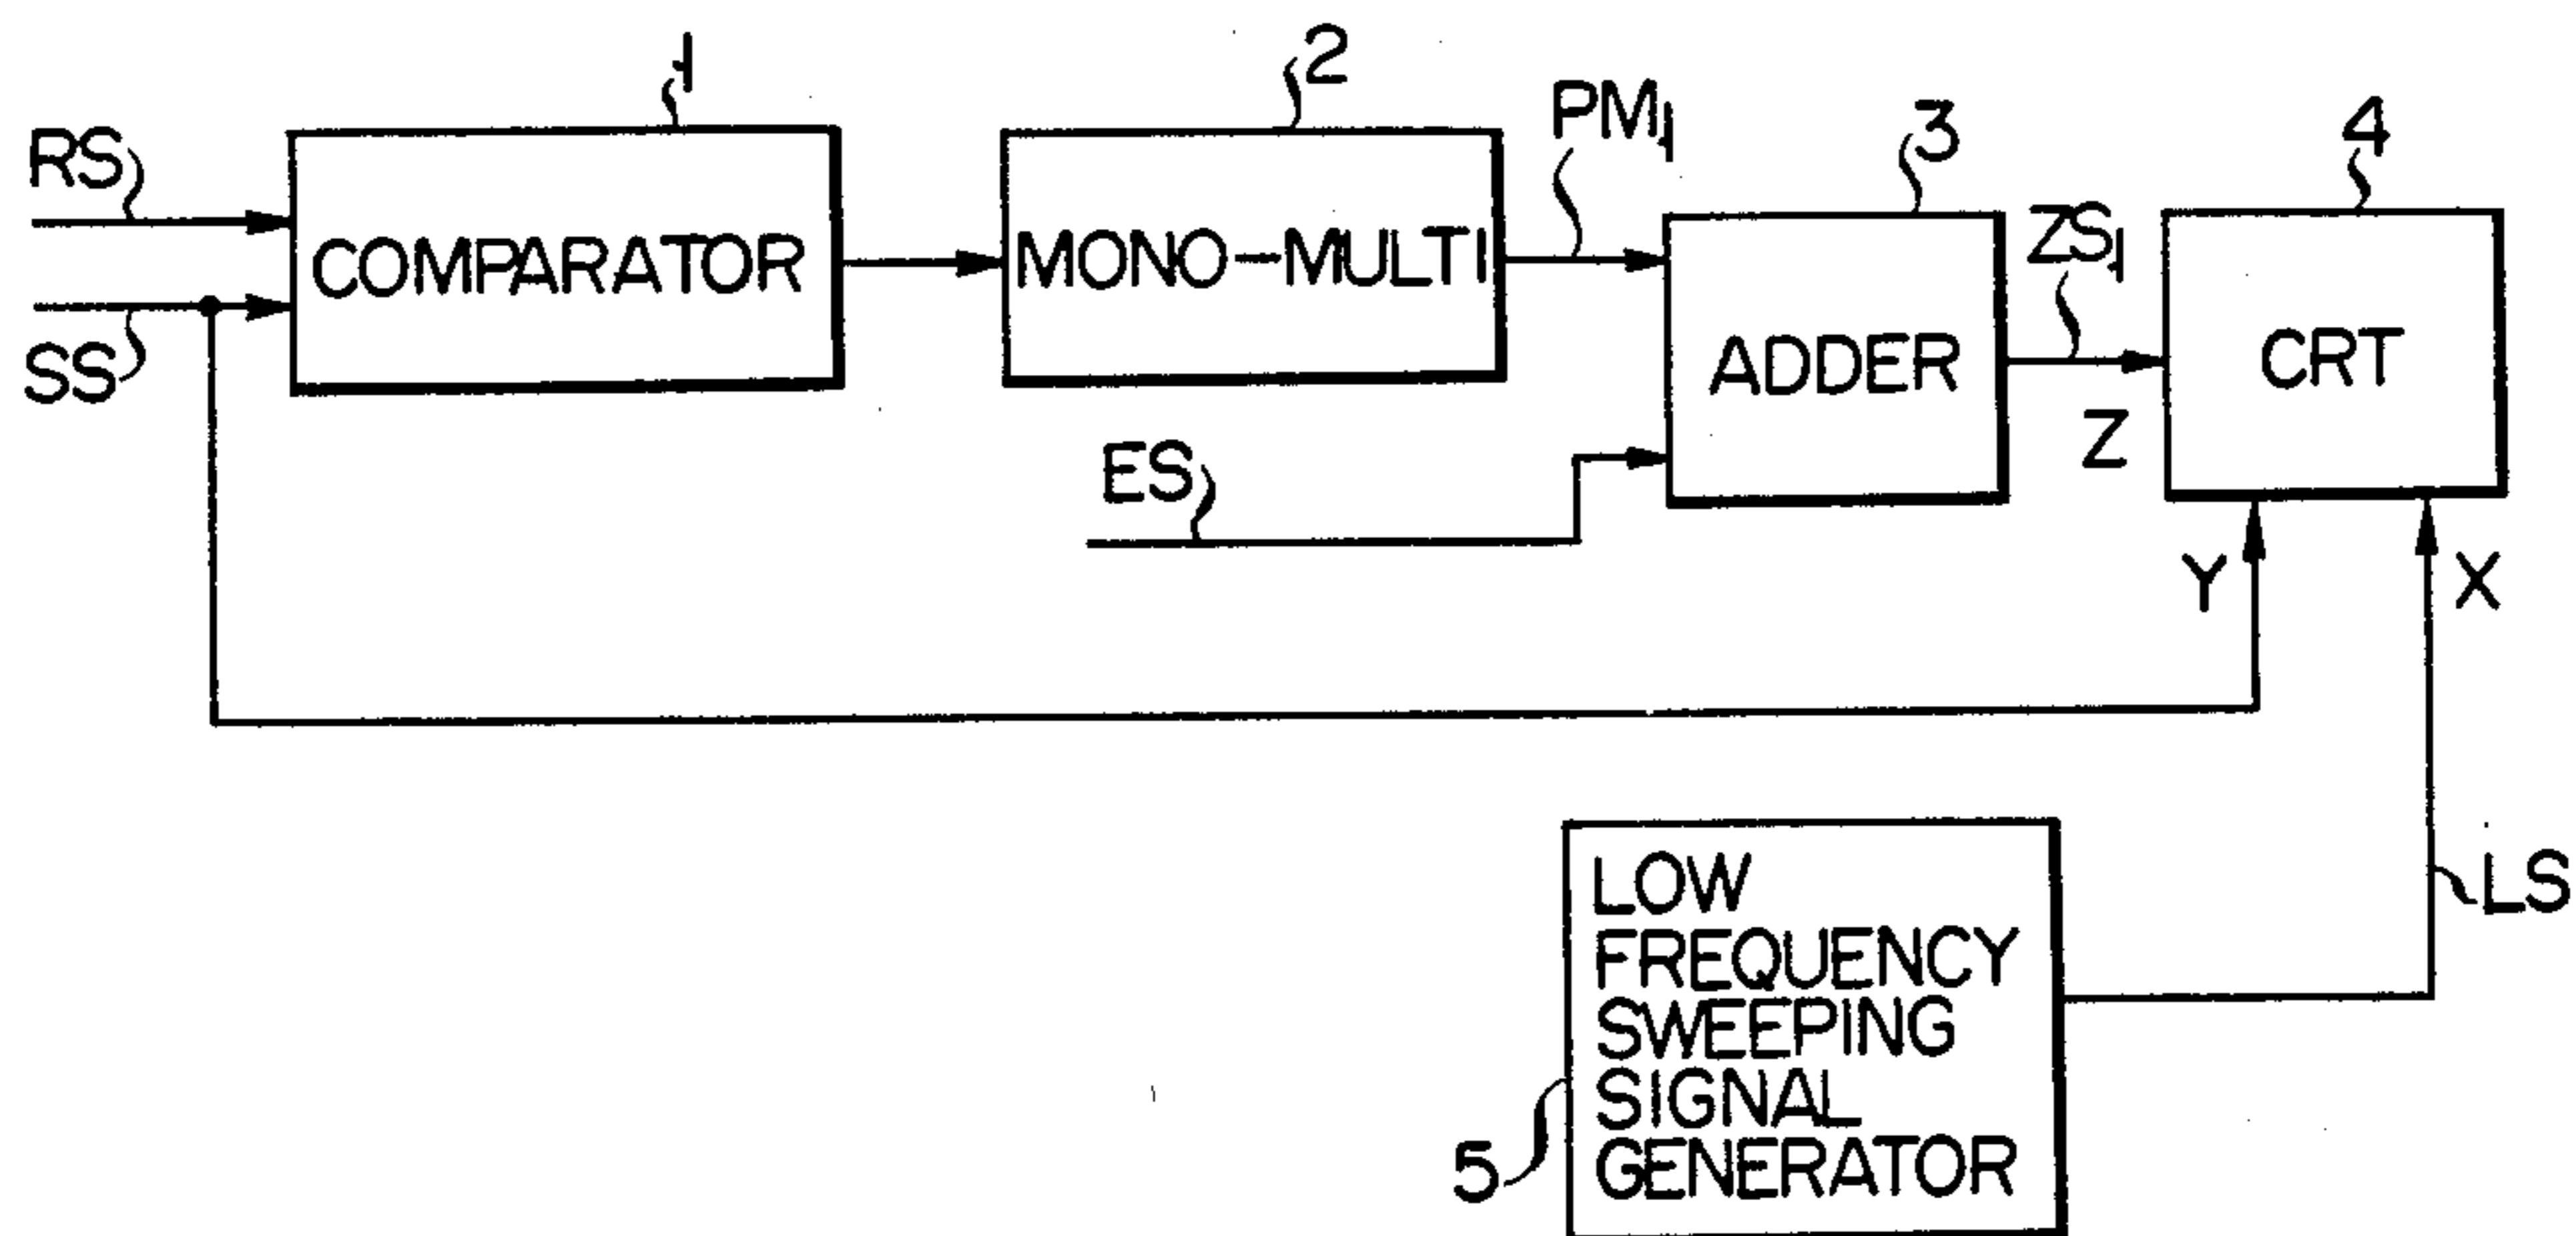 1
2
PM₁
3
4
RS
ZS₁
COMPARATOR
MONO-MULTI
ADDER
CRT
SS
ES
Z
Y
X
LOW
FREQUENCY
SWEEPING
SIGNAL
GENERATOR
LS
5